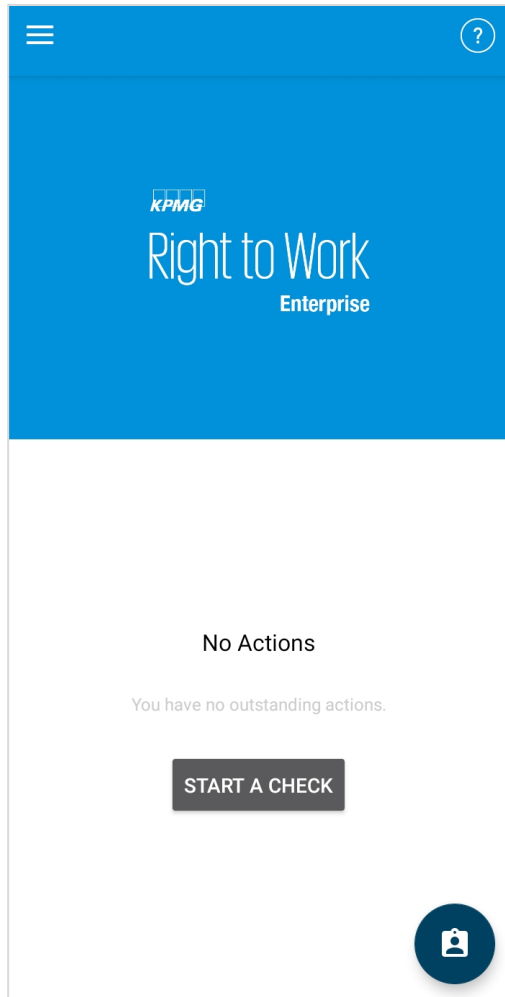 ?
KPMG
Right to Work
Enterprise
No Actions
You have no outstanding actions.
START A CHECK